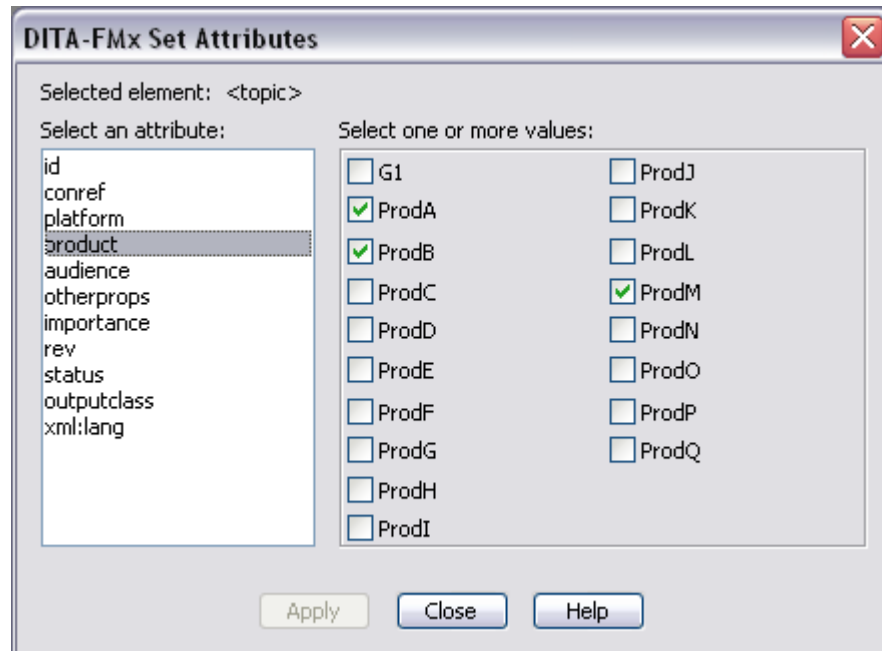 DITA-FMx Set Attributes
Selected element: <topic>
Select an attribute:
id
conref
platform
product
audience
otherprops
importance
rev
status
outputclass
xml:lang
Select one or more values:
G1
ProdA
ProdB
ProdC
ProdD
ProdE
ProdF
ProdG
ProdH
ProdI
ProdJ
ProdK
ProdL
ProdM
ProdN
ProdO
ProdP
ProdQ
Apply
Close
Help